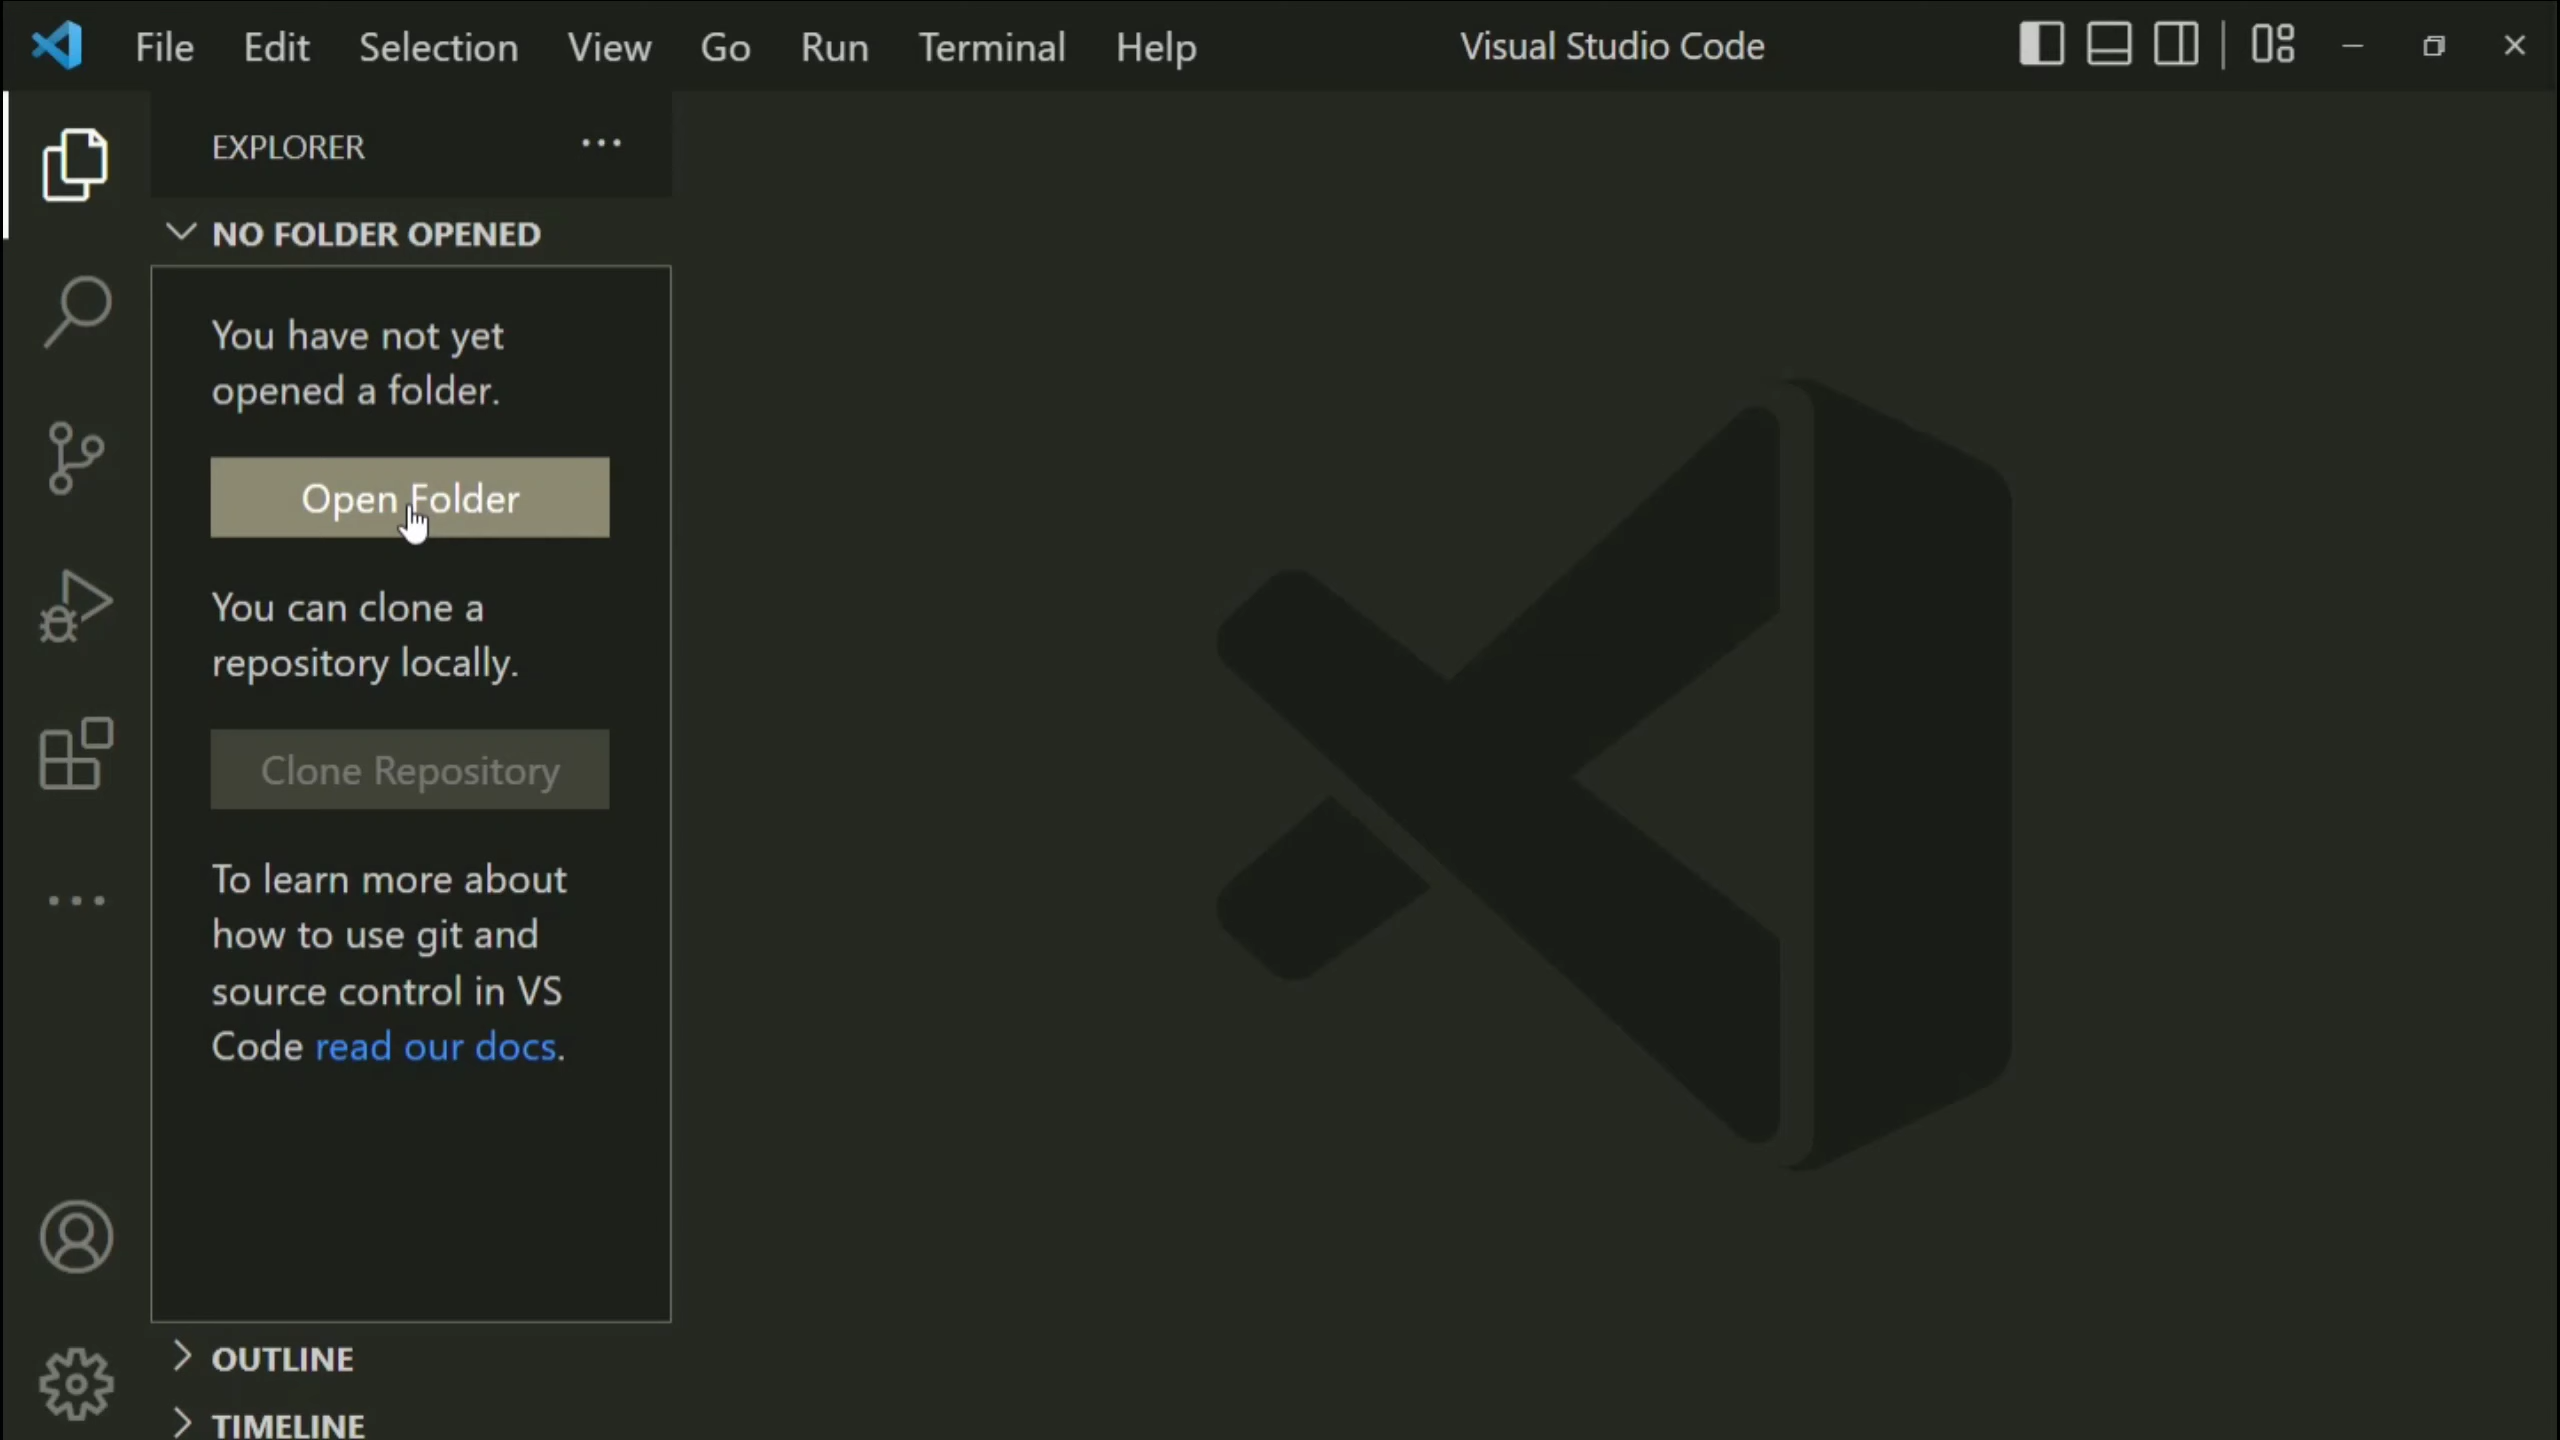 File Edit Selection View Go Run Terminal Help Visual Studio Code
EXPLORER
NO FOLDER OPENED
You have not yet
opened a folder.
Open Folder
You can clone a
repository locally.
Clone Repository
To learn more about
how to use git and
source control in VS
Code read our docs.
OUTLINE
TIMELINE